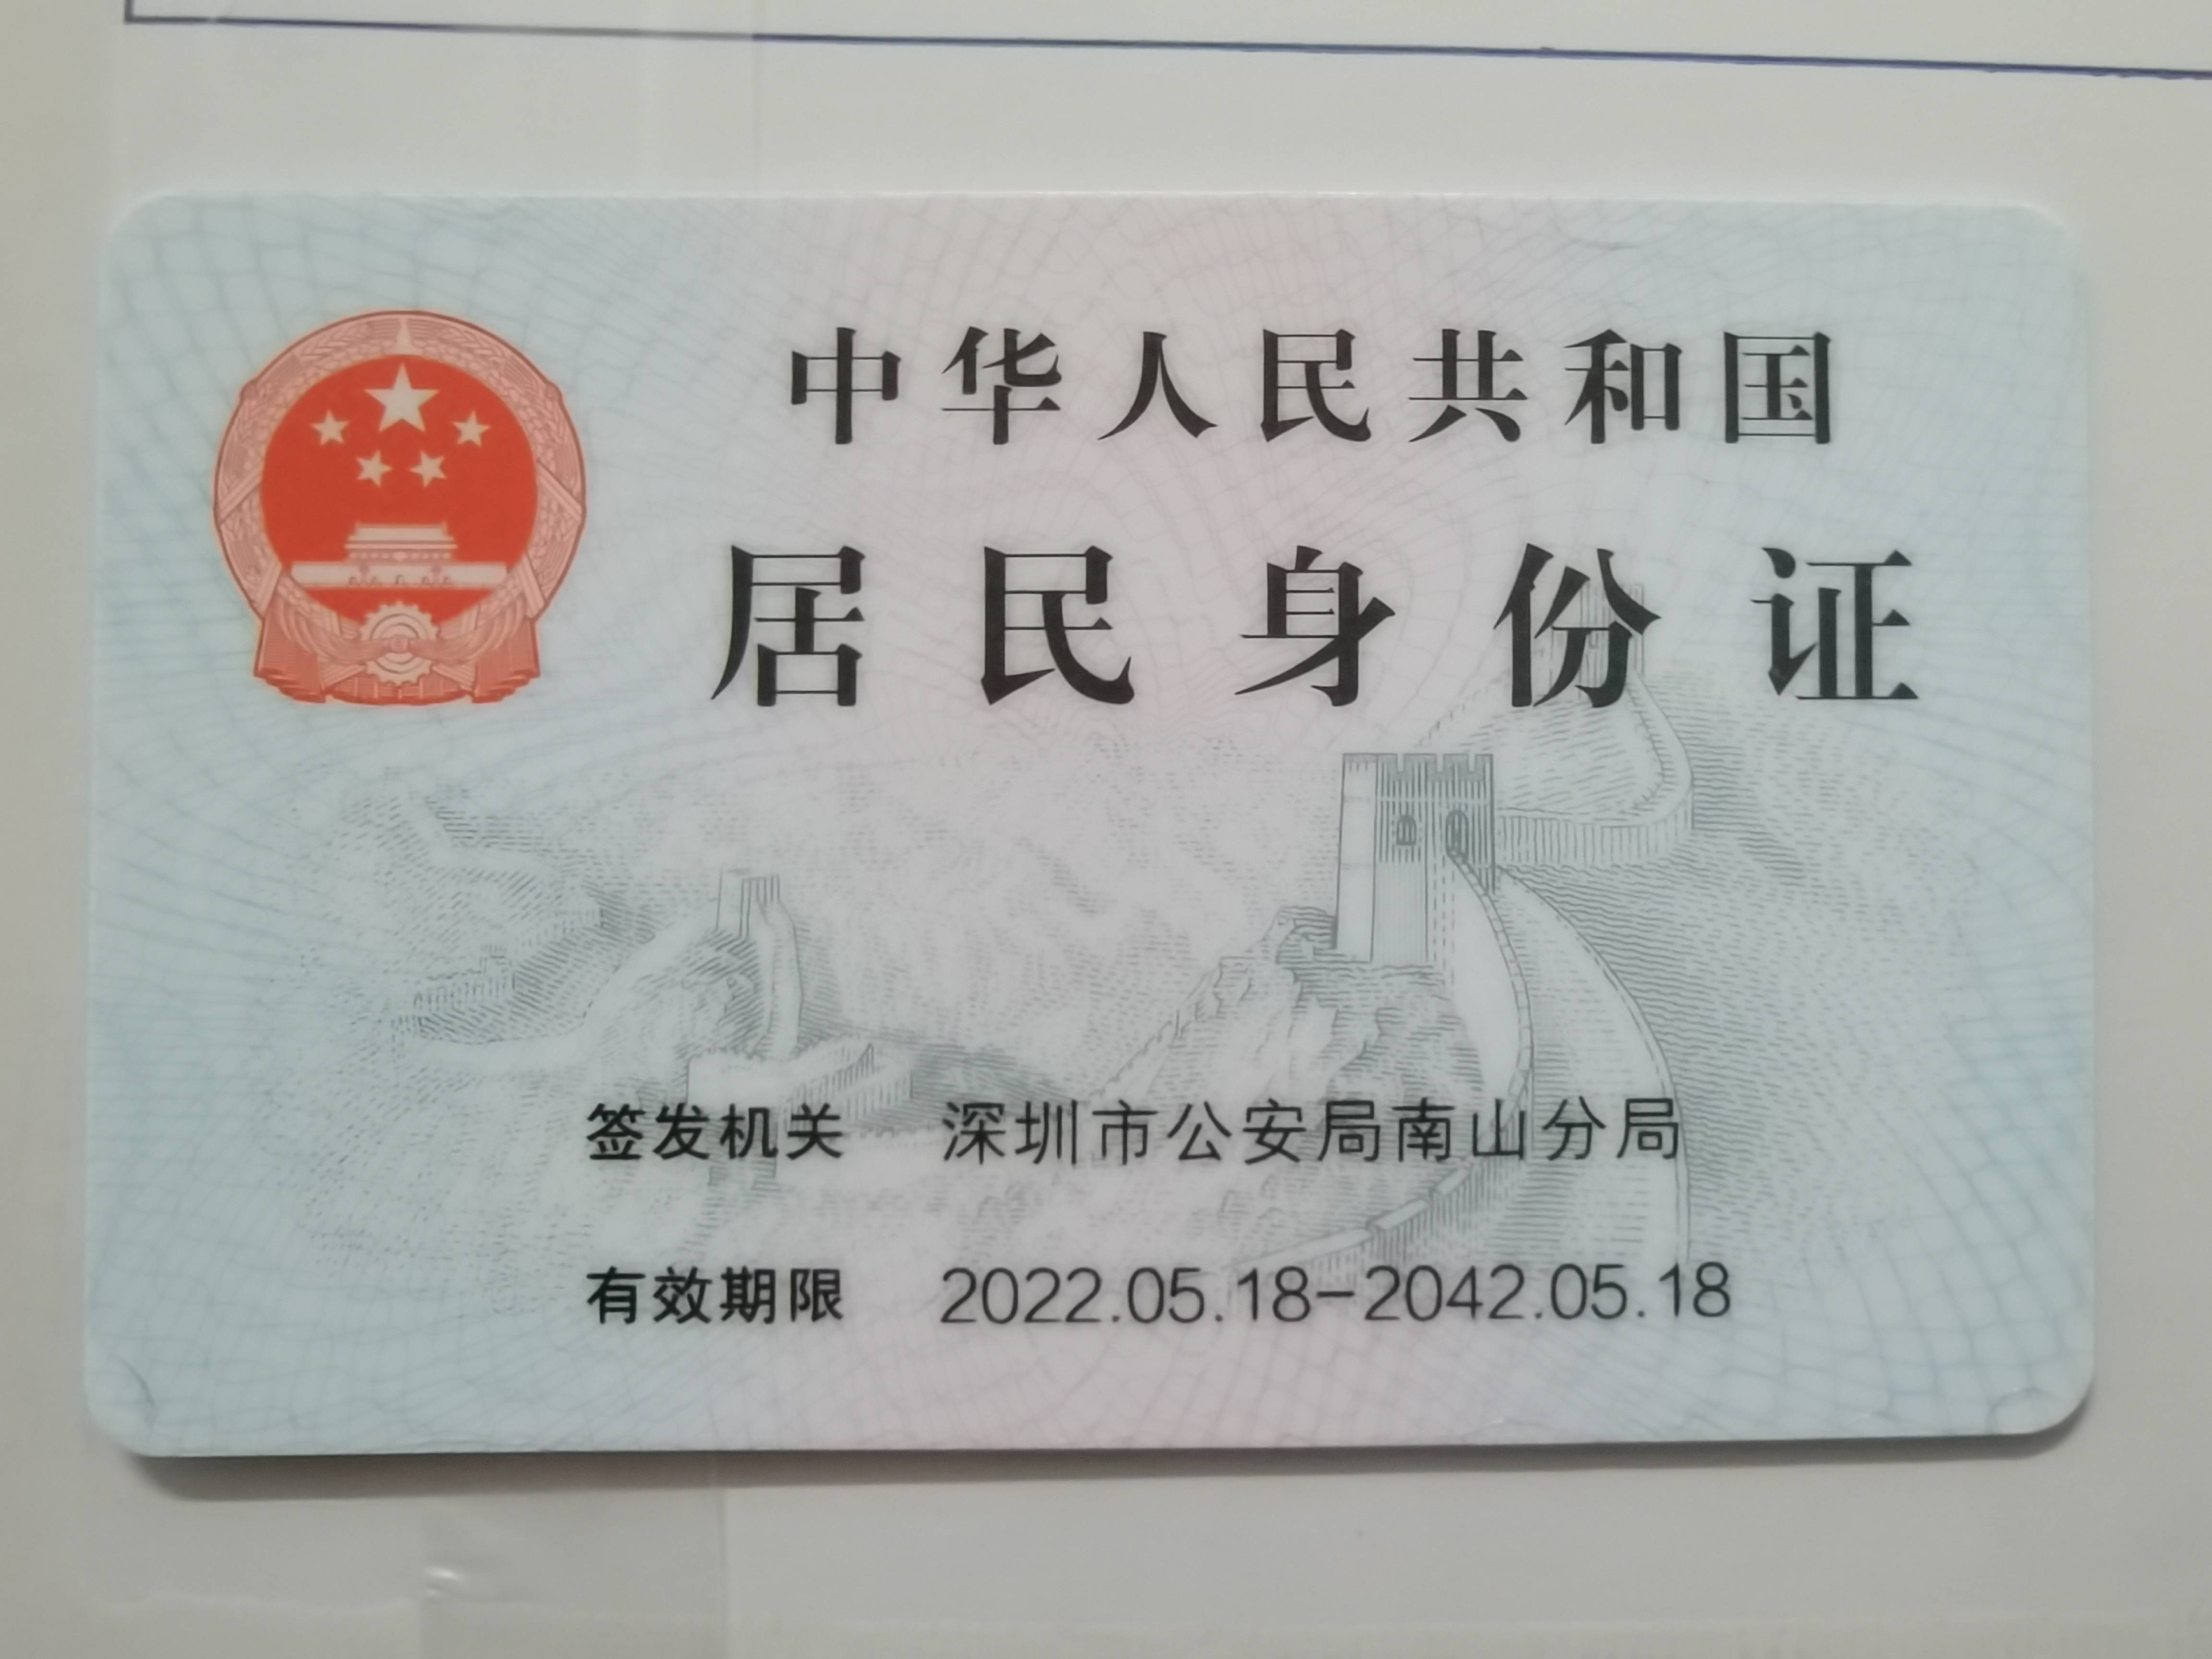 中华人民共和国
居民身份证
签发机关 深圳市公安局南山分局
有效期限 2022.05.18-2042.05.18